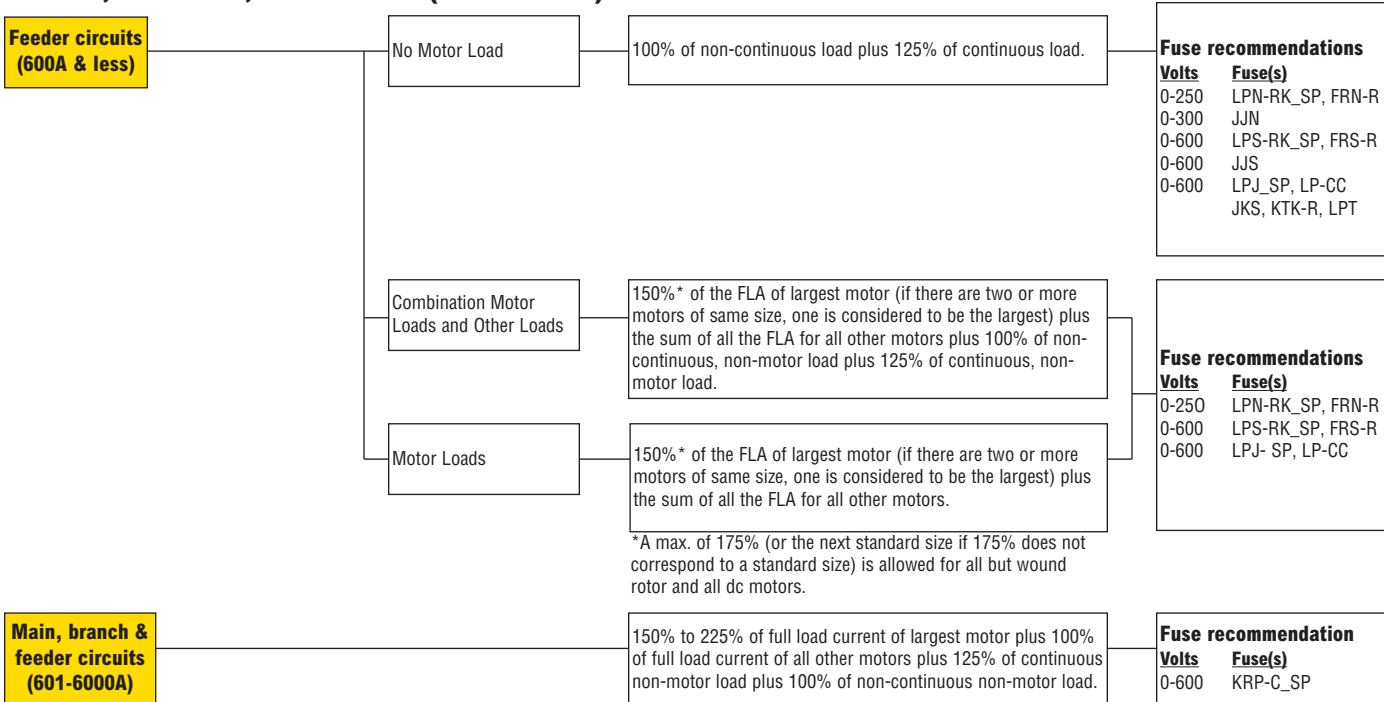 Feeder circuits
(600A & less)
No Motor Load
100% of non-continuous load plus 125% of continuous load.
Fuse recommendations
Volts Fuse(s)
0-250 LPN-RK_SP, FRN-R
0-300 JJN
0-600 LPS-RK_SP, FRS-R
0-600 JJS
0-600 LPJ_SP, LP-CC
JKS, KTK-R, LPT
Combination Motor
Loads and Other Loads
150%* of the FLA of largest motor (if there are two or more
motors of same size, one is considered to be the largest) plus
the sum of all the FLA for all other motors plus 100% of non-
continuous, non-motor load plus 125% of continuous, non-
motor load.
Motor Loads
150%* of the FLA of largest motor (if there are two or more
motors of same size, one is considered to be the largest) plus
the sum of all the FLA for all other motors.
*A max. of 175% (or the next standard size if 175% does not
correspond to a standard size) is allowed for all but wound
rotor and all dc motors.
Fuse recommendations
Volts Fuse(s)
0-250 LPN-RK_SP, FRN-R
0-600 LPS-RK_SP, FRS-R
0-600 LPJ- SP, LP-CC
Main, branch &
feeder circuits
(601-6000A)
150% to 225% of full load current of largest motor plus 100%
of full load current of all other motors plus 125% of continuous
non-motor load plus 100% of non-continuous non-motor load.
Fuse recommendation
Volts Fuse(s)
0-600 KRP-C_SP